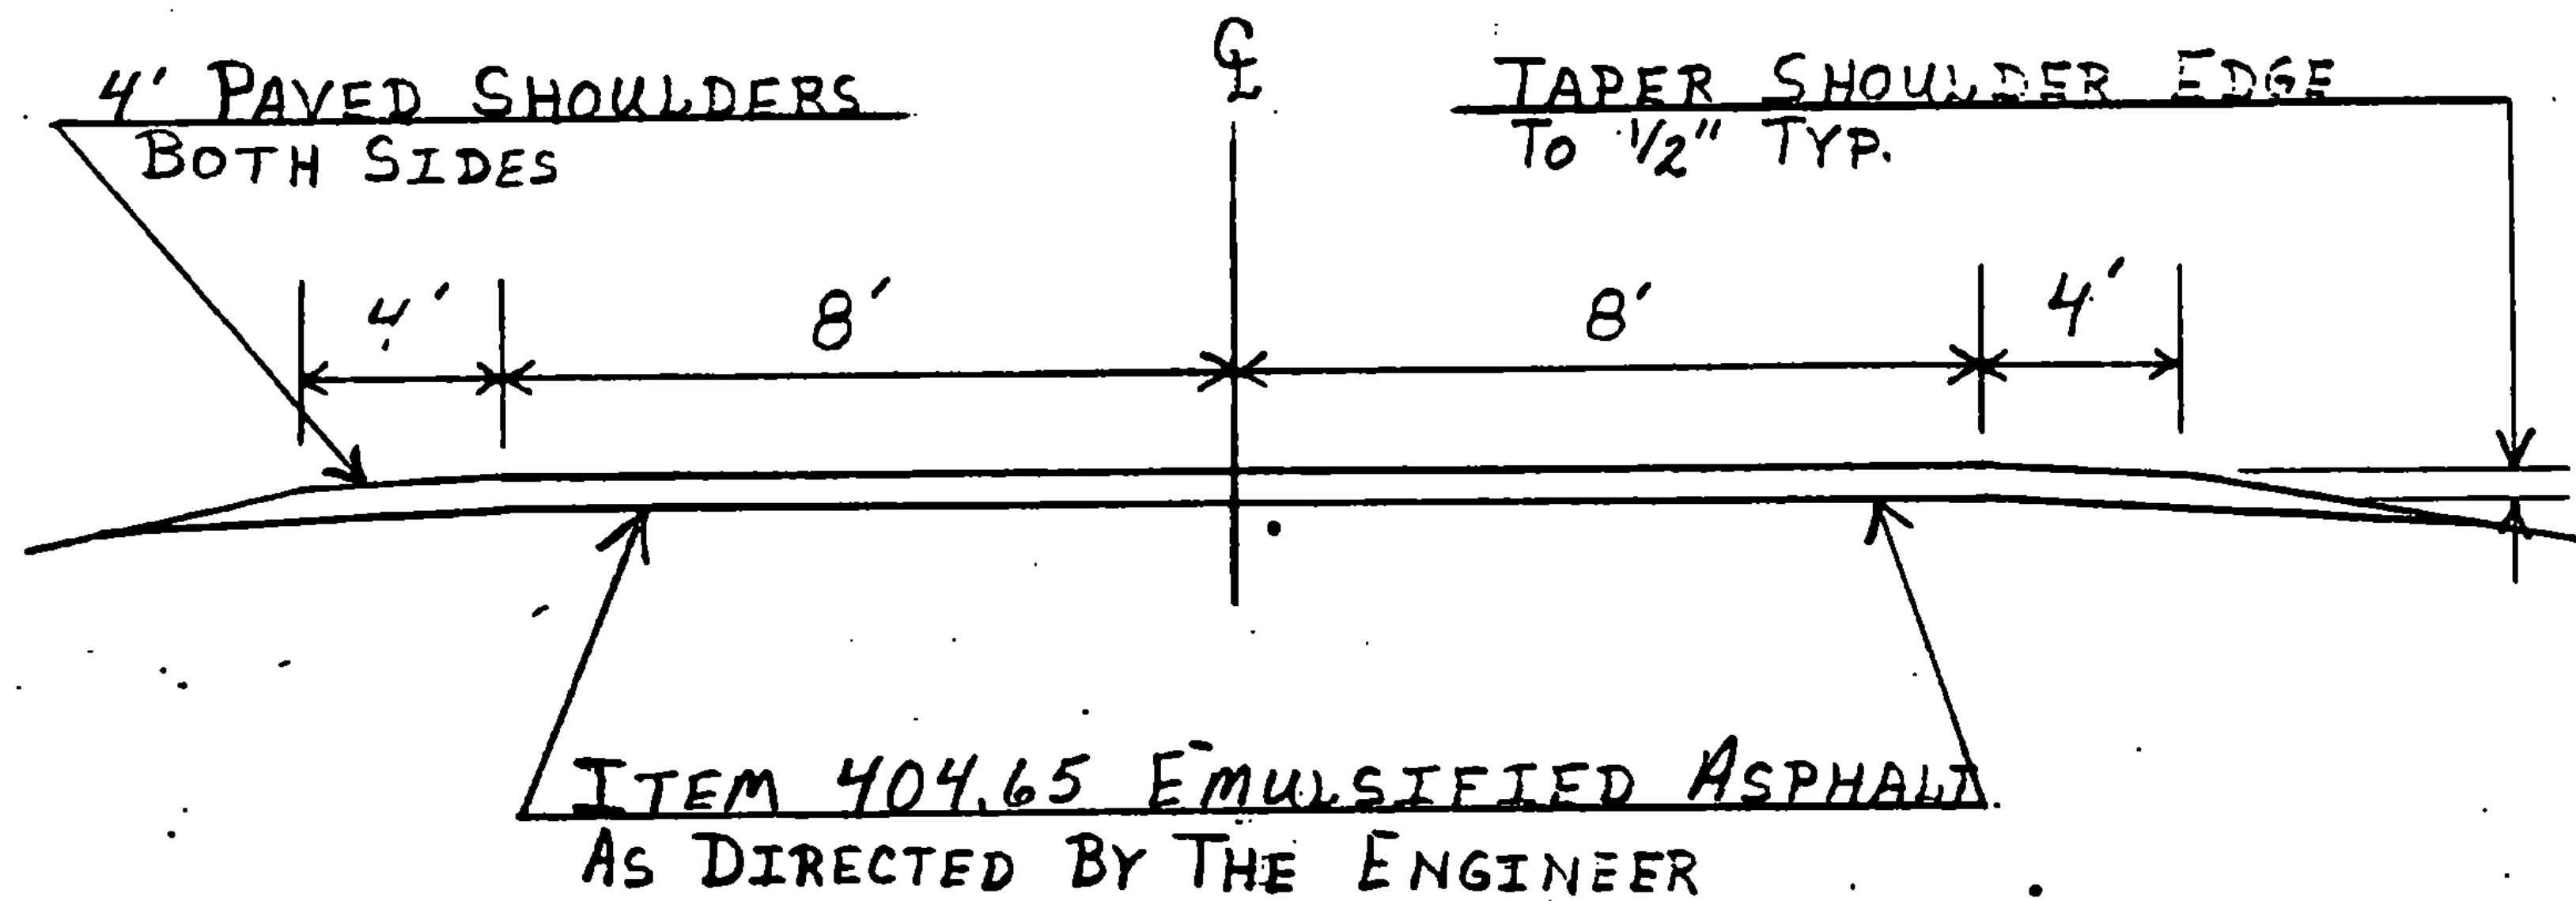 4' PAVED SHOULDERS
BOTH SIDES
℄
TAPER SHOULDER EDGE
TO 1/2" TYP.
4'
8'
8'
4'
ITEM 404.65 EMULSIFIED ASPHALT
AS DIRECTED BY THE ENGINEER